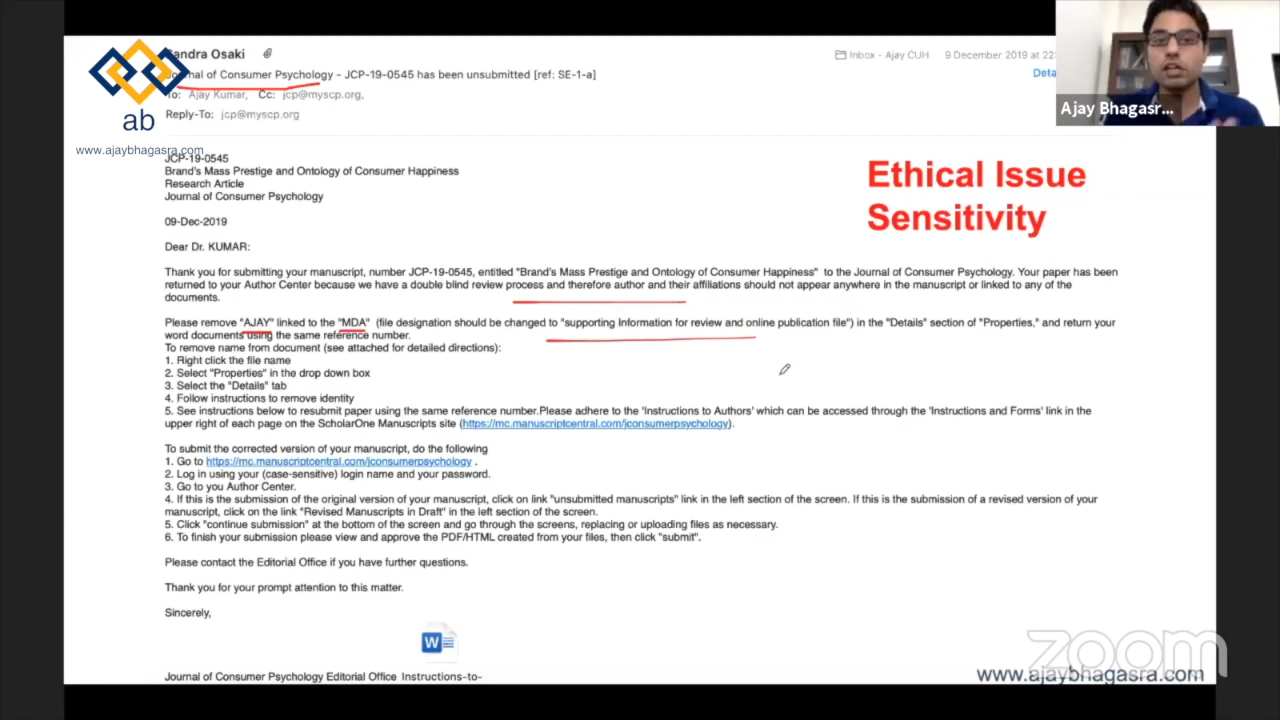 andra Osaki
Inbox - Ajay CUH 9 December 2019 at 22:
nal of Consumer Psychology - JCP-19-0545 has been unsubmitted [ref: SE-1-a]
Deta
To: Ajay Kumar, Cc: jcp@myscp.org,
Reply-To: jcp@myscp.org
ab
www.ajaybhagasra.com
Ajay Bhagasr...
Ethical Issue
Sensitivity
JCP-19-0545
Brand's Mass Prestige and Ontology of Consumer Happiness
Research Article
Journal of Consumer Psychology
09-Dec-2019
Dear Dr. KUMAR:
Thank you for submitting your manuscript, number JCP-19-0545, entitled "Brand's Mass Prestige and Ontology of Consumer Happiness" to the Journal of Consumer Psychology. Your paper has been
returned to your Author Center because we have a double blind review process and therefore author and their affiliations should not appear anywhere in the manuscript or linked to any of the
documents.
Please remove "AJAY" linked to the "MDA" (file designation should be changed to "supporting Information for review and online publication file") in the "Details" section of "Properties," and return your
word documents using the same reference number.
To remove name from document (see attached for detailed directions):
1. Right click the file name
2. Select "Properties" in the drop down box
3. Select the "Details" tab
4. Follow instructions to remove identity
5. See instructions below to resubmit paper using the same reference number.Please adhere to the 'Instructions to Authors' which can be accessed through the 'Instructions and Forms' link in the
upper right of each page on the ScholarOne Manuscripts site (https://mc.manuscriptcentral.com/jconsumerpsychology).
To submit the corrected version of your manuscript, do the following
1. Go to https://mc.manuscriptcentral.com/jconsumerpsychology .
2. Log in using your (case-sensitive) login name and your password.
3. Go to you Author Center.
4. If this is the submission of the original version of your manuscript, click on link "unsubmitted manuscripts" link in the left section of the screen. If this is the submission of a revised version of your
manuscript, click on the link "Revised Manuscripts in Draft" in the left section of the screen.
5. Click "continue submission" at the bottom of the screen and go through the screens, replacing or uploading files as necessary.
6. To finish your submission please view and approve the PDF/HTML created from your files, then click "submit".
Please contact the Editorial Office if you have further questions.
Thank you for your prompt attention to this matter.
Sincerely,
W
Journal of Consumer Psychology Editorial Office Instructions-to-
zoom
www.ajaybhagasra.com